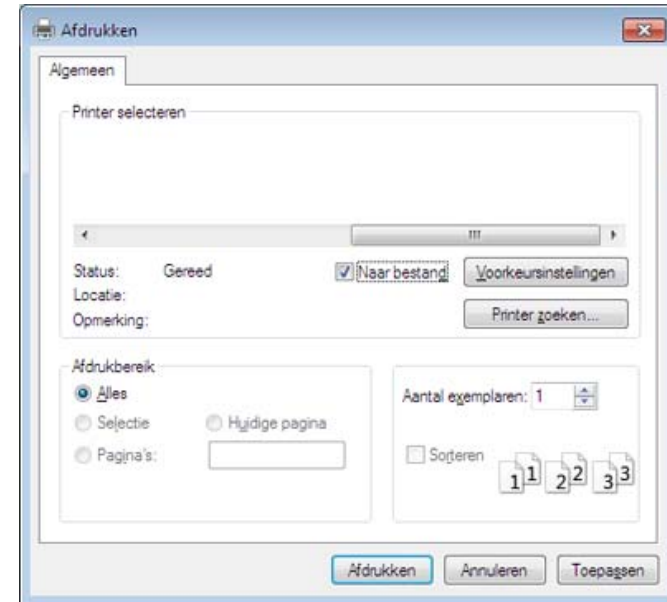 Afdrukken
Algemeen
Printer selecteren
Status: Gereed
Naar bestand
Voorkeursinstellingen
Locatie:
Opmerking:
Printer zoeken...
Afdrukbereik
Alles
Selectie
Huidige pagina
Pagina's:
Aantal exemplaren: 1
Sorteren
1 1 2 2 3 3
Afdrukken Annuleren Toepassen